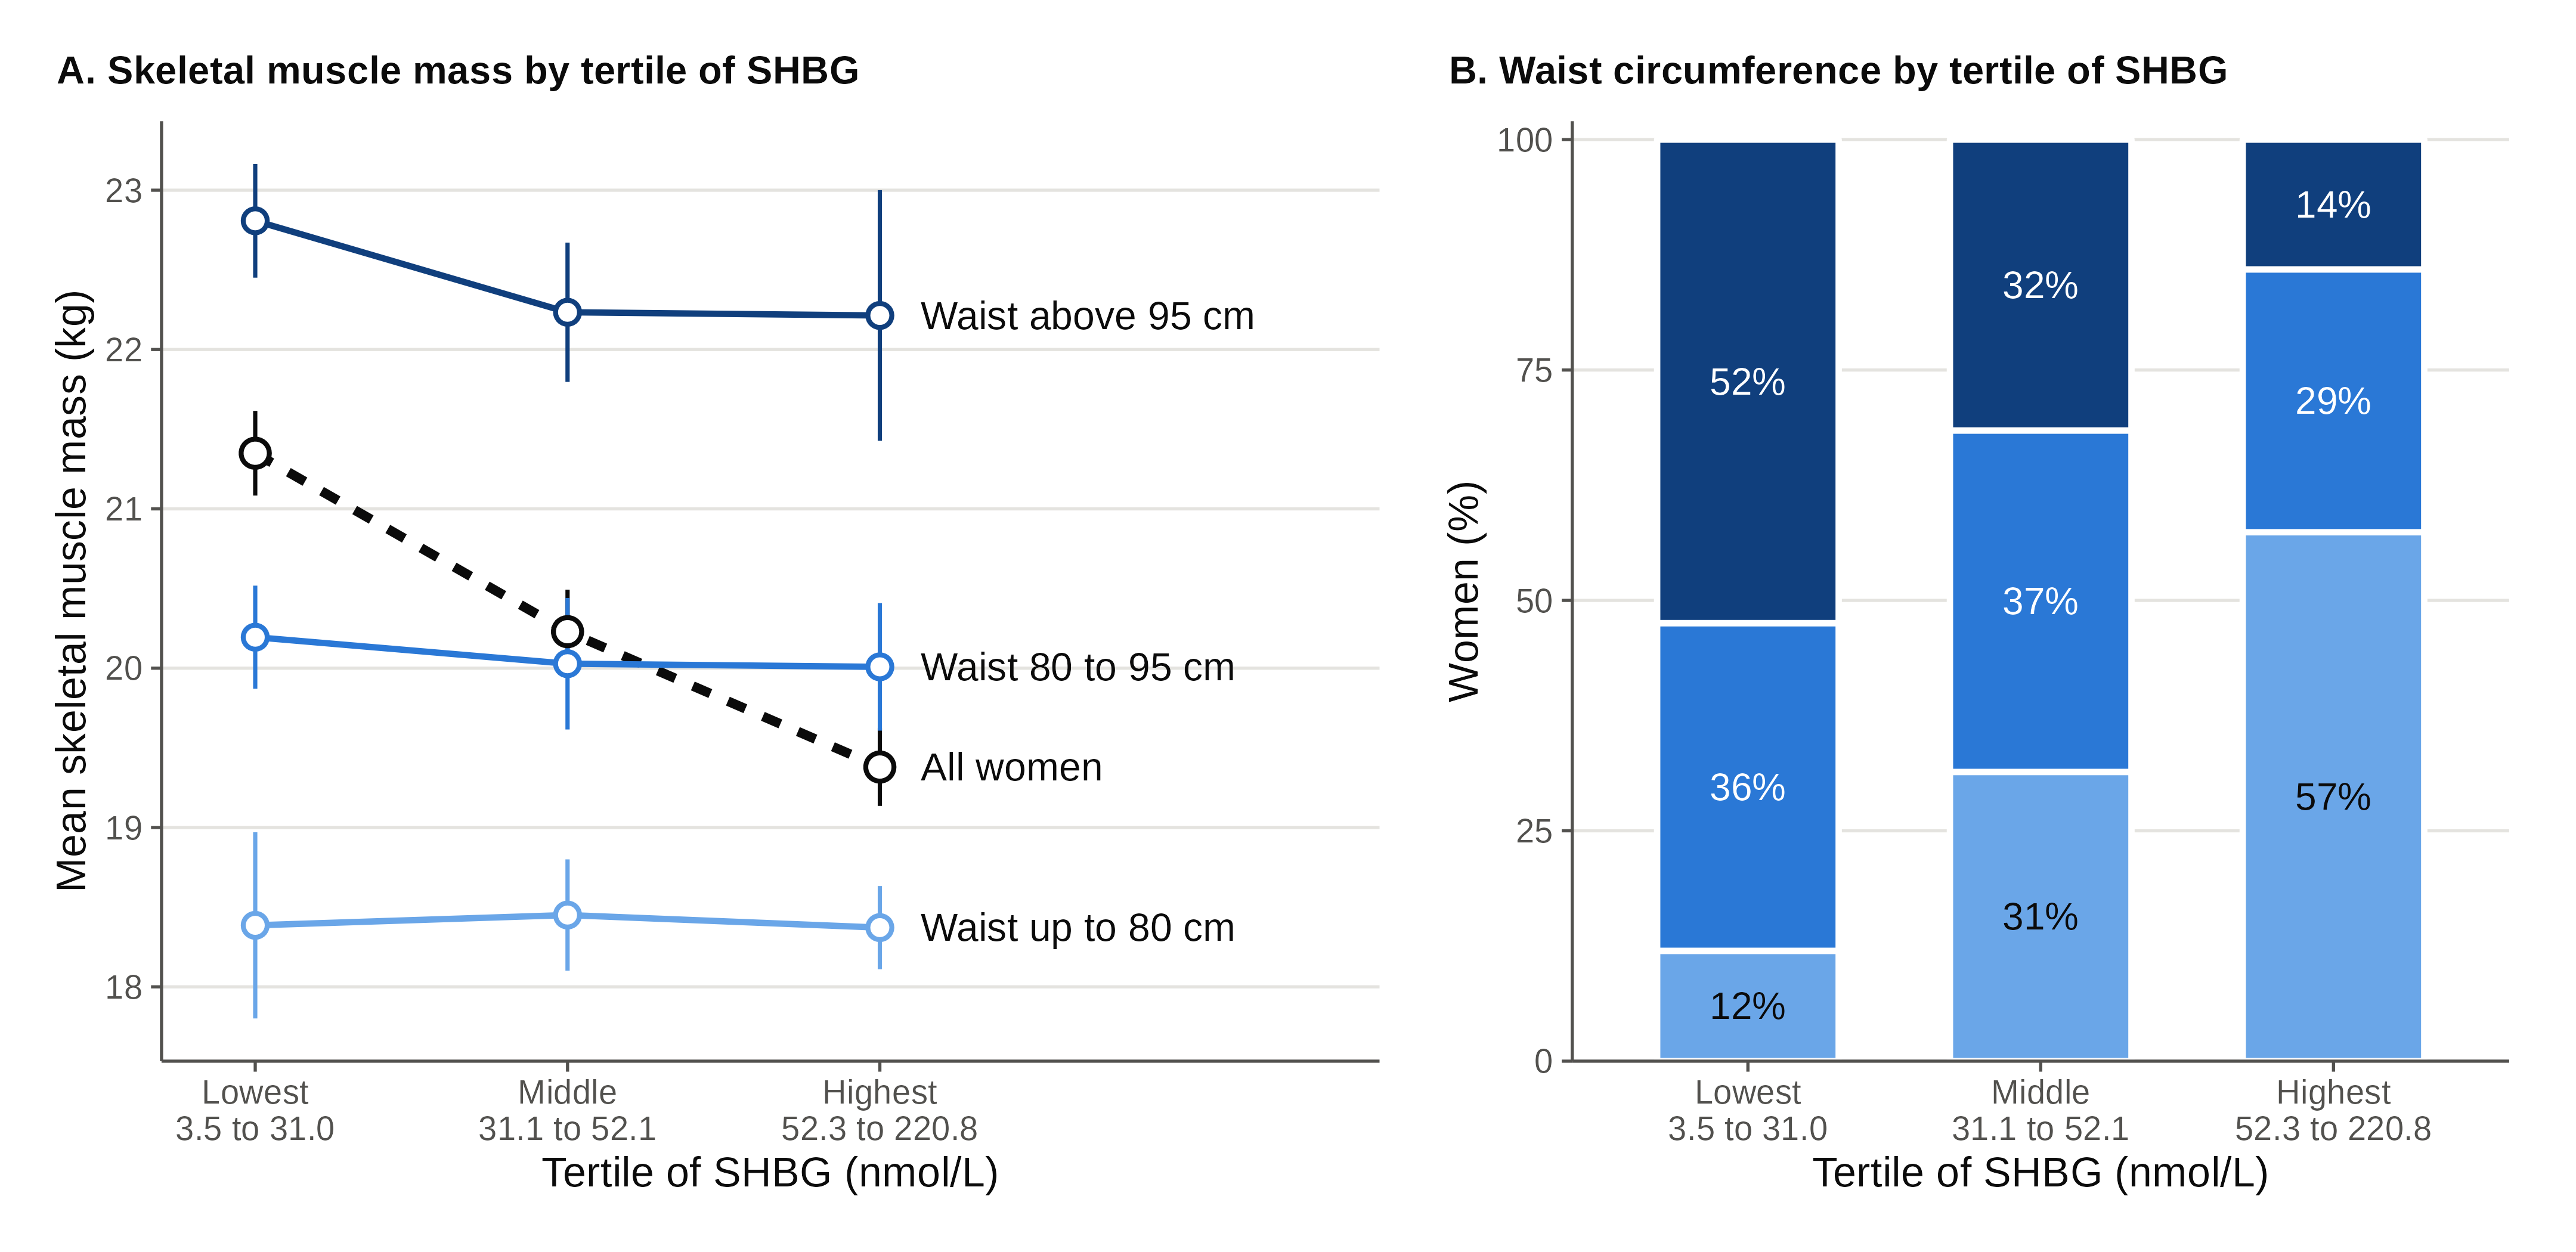 A. Skeletal muscle mass by tertile of SHBG
Mean skeletal muscle mass (kg)
23
22
21
20
19
18
Waist above 95 cm
Waist 80 to 95 cm
All women
Waist up to 80 cm
Lowest Middle Highest
3.5 to 31.0 31.1 to 52.1 52.3 to 220.8
Tertile of SHBG (nmol/L)
B. Waist circumference by tertile of SHBG
Women (%)
100
75
50
25
0
52%
36%
12%
32%
37%
31%
14%
29%
57%
Lowest Middle Highest
3.5 to 31.0 31.1 to 52.1 52.3 to 220.8
Tertile of SHBG (nmol/L)